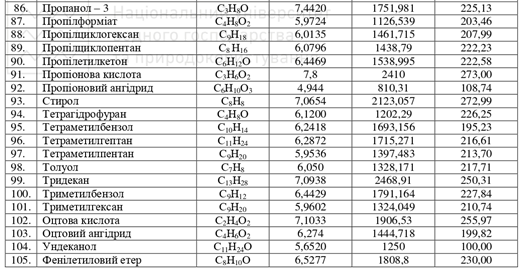 86. Пропанол – 3 C₃H₈O 7,4420 1751,981 225,13
87. Пропілформіат C₄H₈O₂ 5,9724 1126,539 203,46
88. Пропілциклогексан C₉H₁₈ 6,0135 1461,715 207,99
89. Пропілциклопентан C₈H₁₆ 6,0796 1438,79 222,23
90. Пропілетилкетон C₆H₁₂O 6,4469 1538,995 222,58
91. Пропіонова кислота C₃H₆O₂ 7,8 2410 273,00
92. Пропіоновий ангідрид C₆H₁₀O₃ 4,944 810,31 108,74
93. Стирол C₈H₈ 7,0654 2123,057 272,99
94. Тетрагідрофуран C₄H₈O 6,1200 1202,29 226,25
95. Тетраметилбензол C₁₀H₁₄ 6,2418 1693,156 195,23
96. Тетраметилгептан C₁₁H₂₄ 6,2872 1715,271 216,61
97. Тетраметилпентан C₉H₂₀ 5,9536 1397,483 213,70
98. Толуол C₇H₈ 6,050 1328,171 217,71
99. Тридекан C₁₃H₂₈ 7,0938 2468,91 250,31
100. Триметилбензол C₉H₁₂ 6,4429 1791,164 227,84
101. Триметилгексан C₉H₂₀ 5,9602 1324,049 210,74
102. Оцтова кислота C₂H₄O₂ 7,1033 1906,53 255,97
103. Оцтовий ангідрид C₄H₆O₂ 6,274 1444,718 199,82
104. Ундеканол C₁₁H₂₄O 5,6520 1250 100,00
105. Фенілетиловий етер C₈H₁₀O 6,5277 1808,8 230,00